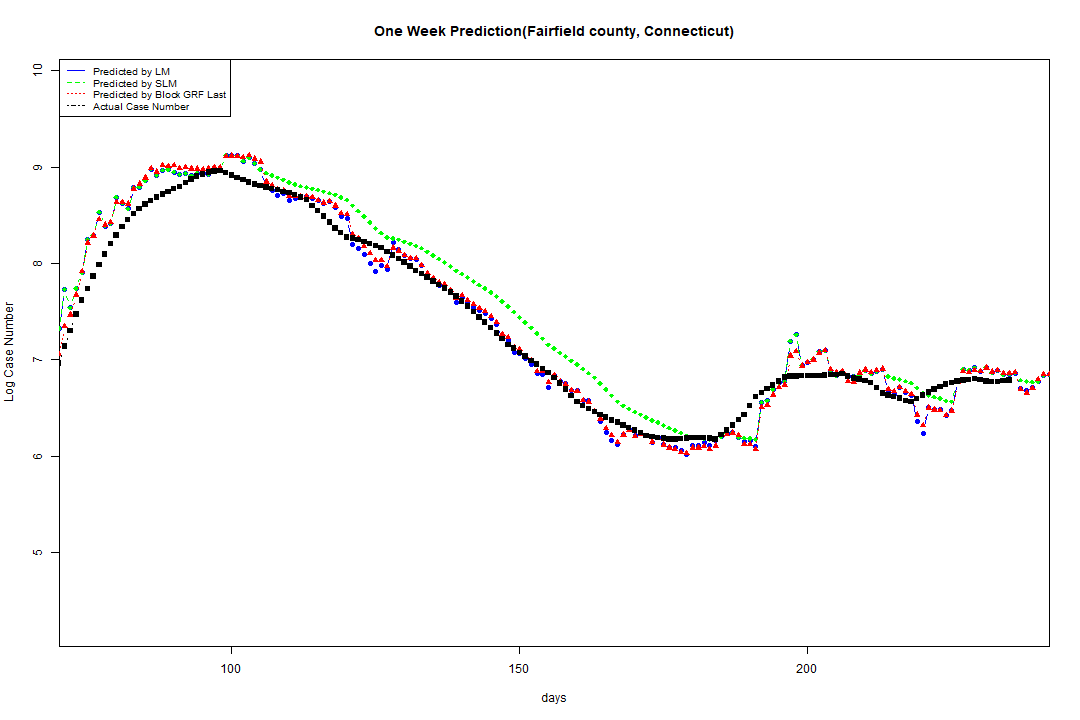 One Week Prediction(Fairfield county, Connecticut)
Predicted by LM
Predicted by SLM
Predicted by Block GRF Last
Actual Case Number
10
9
8
7
6
5
Log Case Number
100 150 200
days